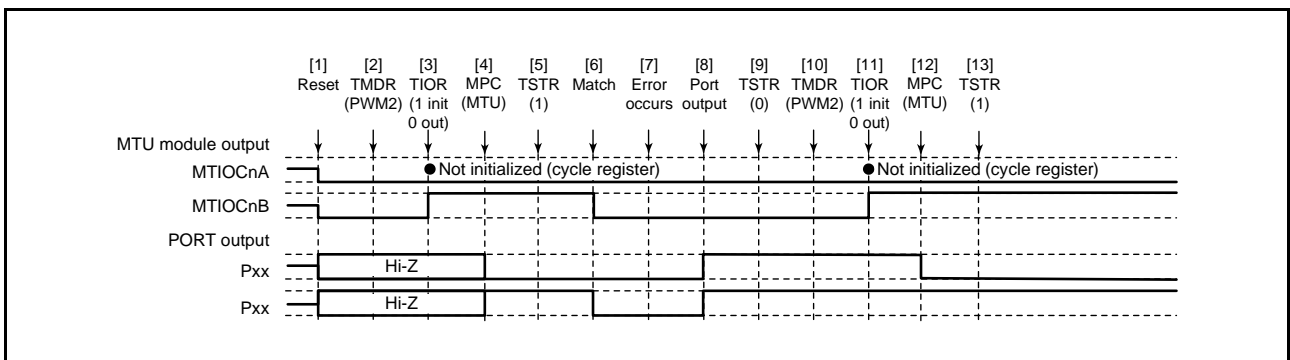 [1] [2] [3] [4] [5] [6] [7] [8] [9] [10] [11] [12] [13]
Reset TMDR TIOR MPC TSTR Match Error Port TSTR TMDR TIOR MPC TSTR
(PWM2) (1 init (MTU) (1) occurs output (0) (PWM2) (1 init (MTU) (1)
0 out) 0 out)
MTU module output
MTIOCnA Not initialized (cycle register) Not initialized (cycle register)
MTIOCnB
PORT output
Pxx Hi-Z
Pxx Hi-Z